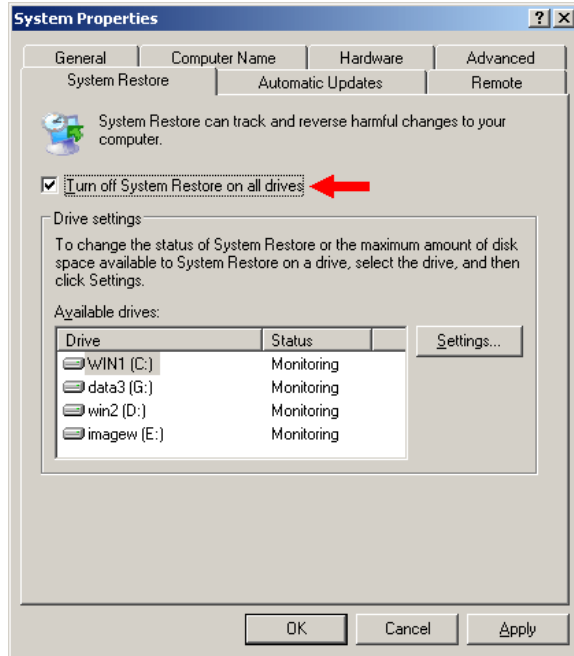 System Properties
General Computer Name Hardware Advanced
System Restore Automatic Updates Remote
System Restore can track and reverse harmful changes to your
computer.
Turn off System Restore on all drives
Drive settings
To change the status of System Restore or the maximum amount of disk
space available to System Restore on a drive, select the drive, and then
click Settings.
Available drives:
Drive Status
Settings...
WIN1 (C:) Monitoring
data3 (G:) Monitoring
win2 (D:) Monitoring
imagew (E:) Monitoring
OK Cancel Apply